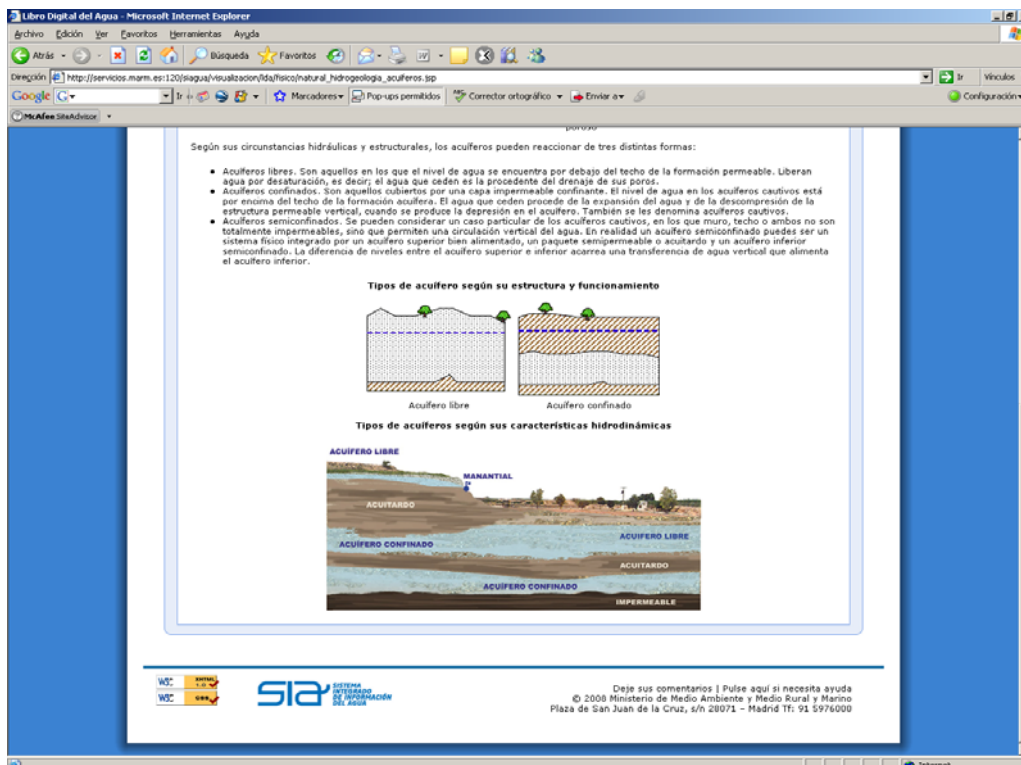 Libro Digital del Agua - Microsoft Internet Explorer
Archivo Edición Ver Favoritos Herramientas Ayuda
Atrás Búsqueda Favoritos
Dirección http://servicios.marm.es:120/siagua/visualizacion/lda/fisico/natural_hidrogeologia_acuiferos.jsp Ir Vínculos
Google G Ir Marcadores Pop-ups permitidos Corrector ortográfico Enviar a Configuración
McAfee SiteAdvisor
poroso
Según sus circunstancias hidráulicas y estructurales, los acuíferos pueden reaccionar de tres distintas formas:
• Acuíferos libres. Son aquellos en los que el nivel de agua se encuentra por debajo del techo de la formación permeable. Liberan
agua por desaturación, es decir; el agua que ceden es la procedente del drenaje de sus poros.
• Acuíferos confinados. Son aquellos cubiertos por una capa impermeable confinante. El nivel de agua en los acuíferos cautivos está
por encima del techo de la formación acuífera. El agua que ceden procede de la expansión del agua y de la descompresión de la
estructura permeable vertical, cuando se produce la depresión en el acuífero. También se les denomina acuíferos cautivos.
• Acuíferos semiconfinados. Se pueden considerar un caso particular de los acuíferos cautivos, en los que muro, techo o ambos no son
totalmente impermeables, sino que permiten una circulación vertical del agua. En realidad un acuífero semiconfinado puedes ser un
sistema físico integrado por un acuífero superior bien alimentado, un paquete semipermeable o acuitardo y un acuífero inferior
semiconfinado. La diferencia de niveles entre el acuífero superior e inferior acarrea una transferencia de agua vertical que alimenta
el acuífero inferior.
Tipos de acuífero según su estructura y funcionamiento
Acuífero libre Acuífero confinado
Tipos de acuíferos según sus características hidrodinámicas
ACUÍFERO LIBRE
MANANTIAL
ACUITARDO
ACUÍFERO LIBRE
ACUÍFERO CONFINADO
ACUITARDO
ACUÍFERO CONFINADO
IMPERMEABLE
W3C XHTML 1.0
W3C CSS
SIA SISTEMA
INTEGRADO
DE INFORMACIÓN
DEL AGUA
Deje sus comentarios | Pulse aquí si necesita ayuda
© 2008 Ministerio de Medio Ambiente y Medio Rural y Marino
Plaza de San Juan de la Cruz, s/n 28071 - Madrid Tf: 91 5976000
Internet